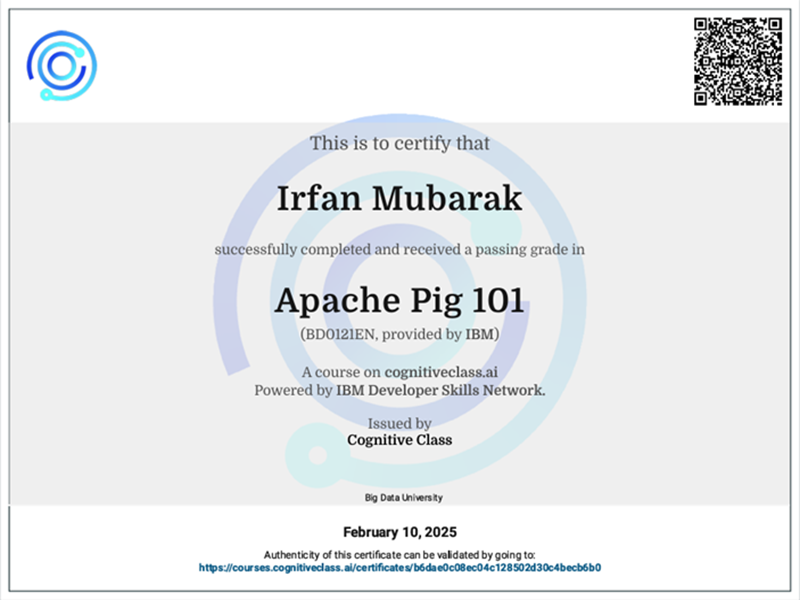 This is to certify that
Irfan Mubarak
successfully completed and received a passing grade in
Apache Pig 101
(BD0121EN, provided by IBM)
A course on cognitiveclass.ai
Powered by IBM Developer Skills Network.
Issued by
Cognitive Class
Big Data University
February 10, 2025
Authenticity of this certificate can be validated by going to:
https://courses.cognitiveclass.ai/certificates/b6dae0c08ec04c128502d30c4becb6b0